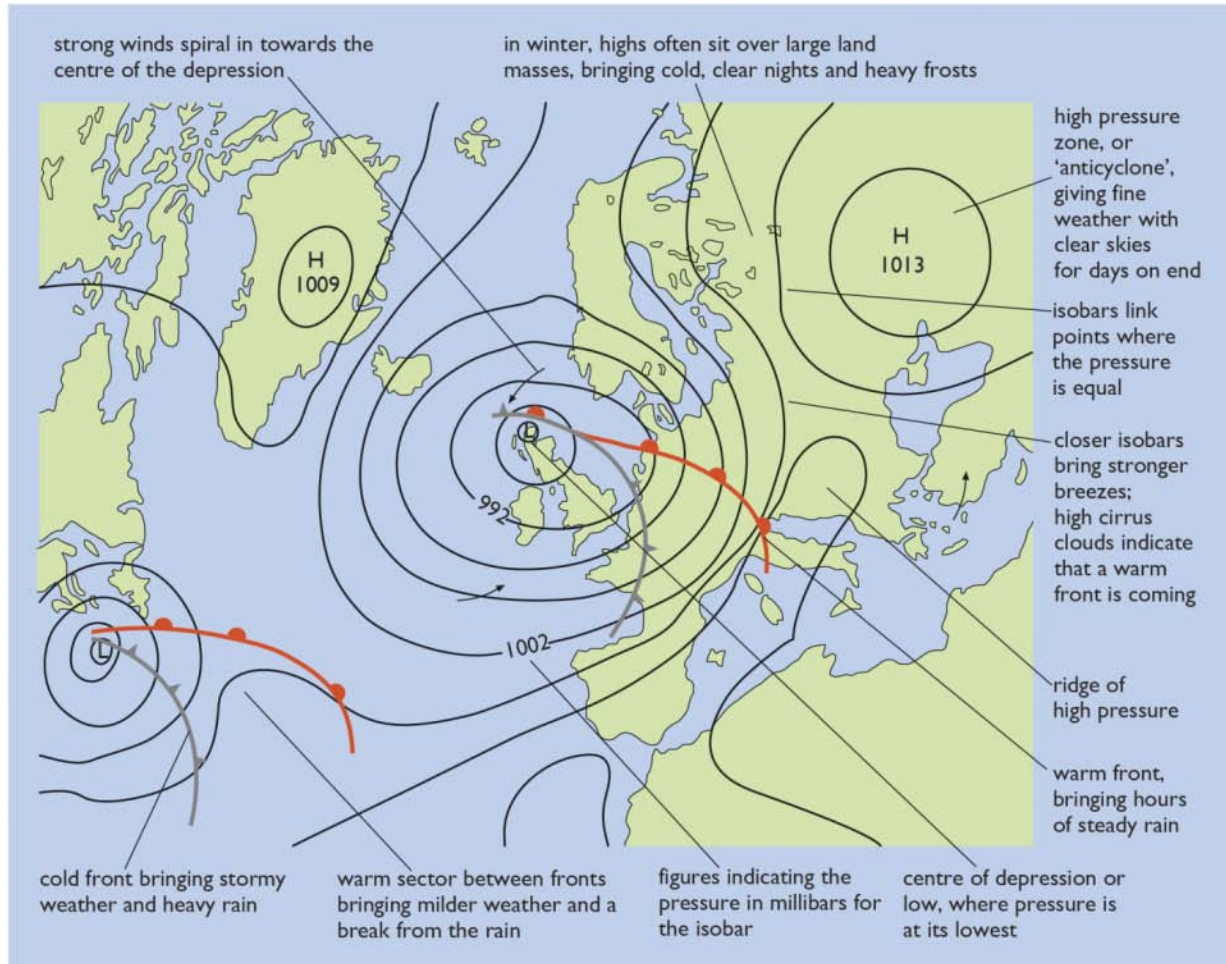 strong winds spiral in towards the
centre of the depression
in winter, highs often sit over large land
masses, bringing cold, clear nights and heavy frosts
high pressure
zone, or
‘anticyclone’,
giving fine
weather with
clear skies
for days on end
H
1009
H
1013
isobars link
points where
the pressure
is equal
closer isobars
bring stronger
breezes;
high cirrus
clouds indicate
that a warm
front is coming
L
992
1002
L
ridge of
high pressure
warm front,
bringing hours
of steady rain
cold front bringing stormy
weather and heavy rain
warm sector between fronts
bringing milder weather and a
break from the rain
figures indicating the
pressure in millibars for
the isobar
centre of depression or
low, where pressure is
at its lowest